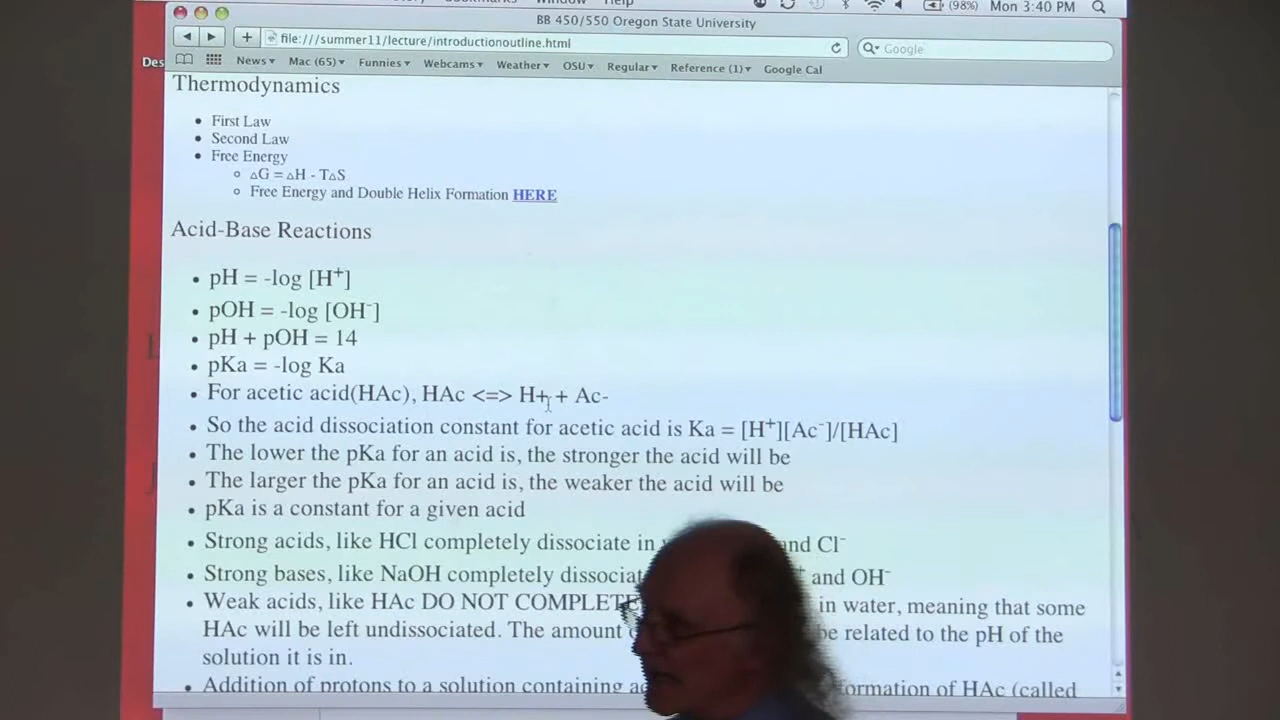 (98%) Mon 3:40 PM
BB 450/550 Oregon State University
file:///summer11/lecture/introductionoutline.html
Google
Des
News Mac (65) Funnies Webcams Weather OSU Regular Reference (1) Google Cal
Thermodynamics
• First Law
• Second Law
• Free Energy
○ △G = △H - T△S
○ Free Energy and Double Helix Formation HERE
Acid-Base Reactions
• pH = -log [H⁺]
• pOH = -log [OH⁻]
• pH + pOH = 14
• pKa = -log Ka
• For acetic acid(HAc), HAc <=> H+ + Ac-
• So the acid dissociation constant for acetic acid is Ka = [H⁺][Ac⁻]/[HAc]
• The lower the pKa for an acid is, the stronger the acid will be
• The larger the pKa for an acid is, the weaker the acid will be
• pKa is a constant for a given acid
• Strong acids, like HCl completely dissociate in and Cl⁻
• Strong bases, like NaOH completely dissociat and OH⁻
• Weak acids, like HAc DO NOT COMPLETE in water, meaning that some
HAc will be left undissociated. The amount be related to the pH of the
solution it is in.
• Addition of protons to a solution containing formation of HAc (called